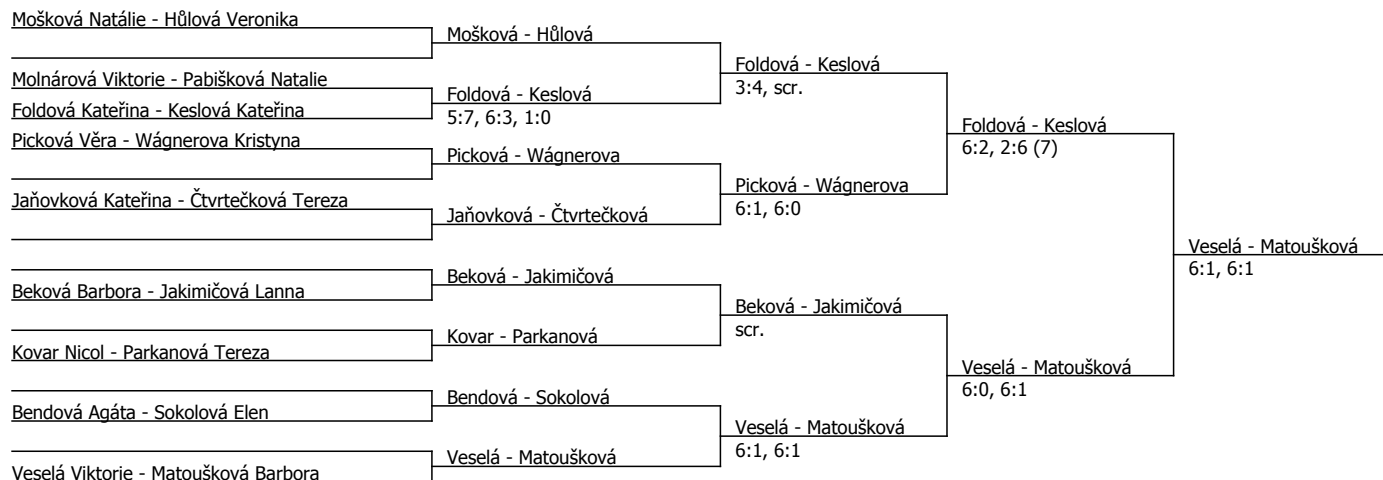 Mošková Natálie - Hůlová Veronika
Molnárová Viktorie - Pabišková Natalie
Foldová Kateřina - Keslová Kateřina
Picková Věra - Wágnerova Kristyna
Jaňovková Kateřina - Čtvrtečková Tereza
Beková Barbora - Jakimičová Lanna
Kovar Nicol - Parkanová Tereza
Bendová Agáta - Sokolová Elen
Veselá Viktorie - Matoušková Barbora
Mošková - Hůlová
Foldová - Keslová
5:7, 6:3, 1:0
Picková - Wágnerova
Jaňovková - Čtvrtečková
Beková - Jakimičová
Kovar - Parkanová
Bendová - Sokolová
Veselá - Matoušková
Foldová - Keslová
3:4, scr.
Picková - Wágnerova
6:1, 6:0
Beková - Jakimičová
scr.
Veselá - Matoušková
6:1, 6:1
Foldová - Keslová
6:2, 2:6 (7)
Veselá - Matoušková
6:0, 6:1
Veselá - Matoušková
6:1, 6:1